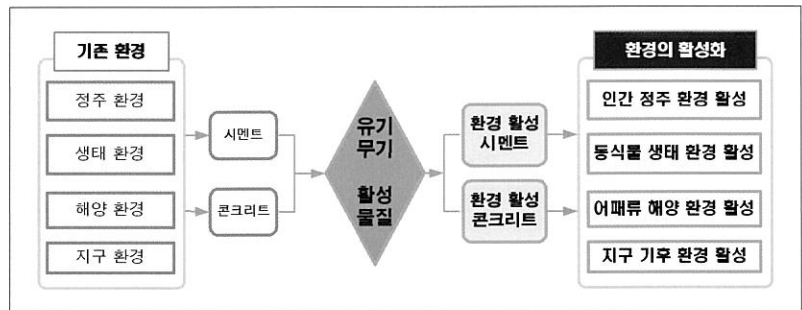 기존 환경
정주 환경
생태 환경
해양 환경
지구 환경
시멘트
콘크리트
유기
무기
활성
물질
환경 활성
시멘트
환경 활성
콘크리트
환경의 활성화
인간 정주 환경 활성
동식물 생태 환경 활성
어패류 해양 환경 활성
지구 기후 환경 활성